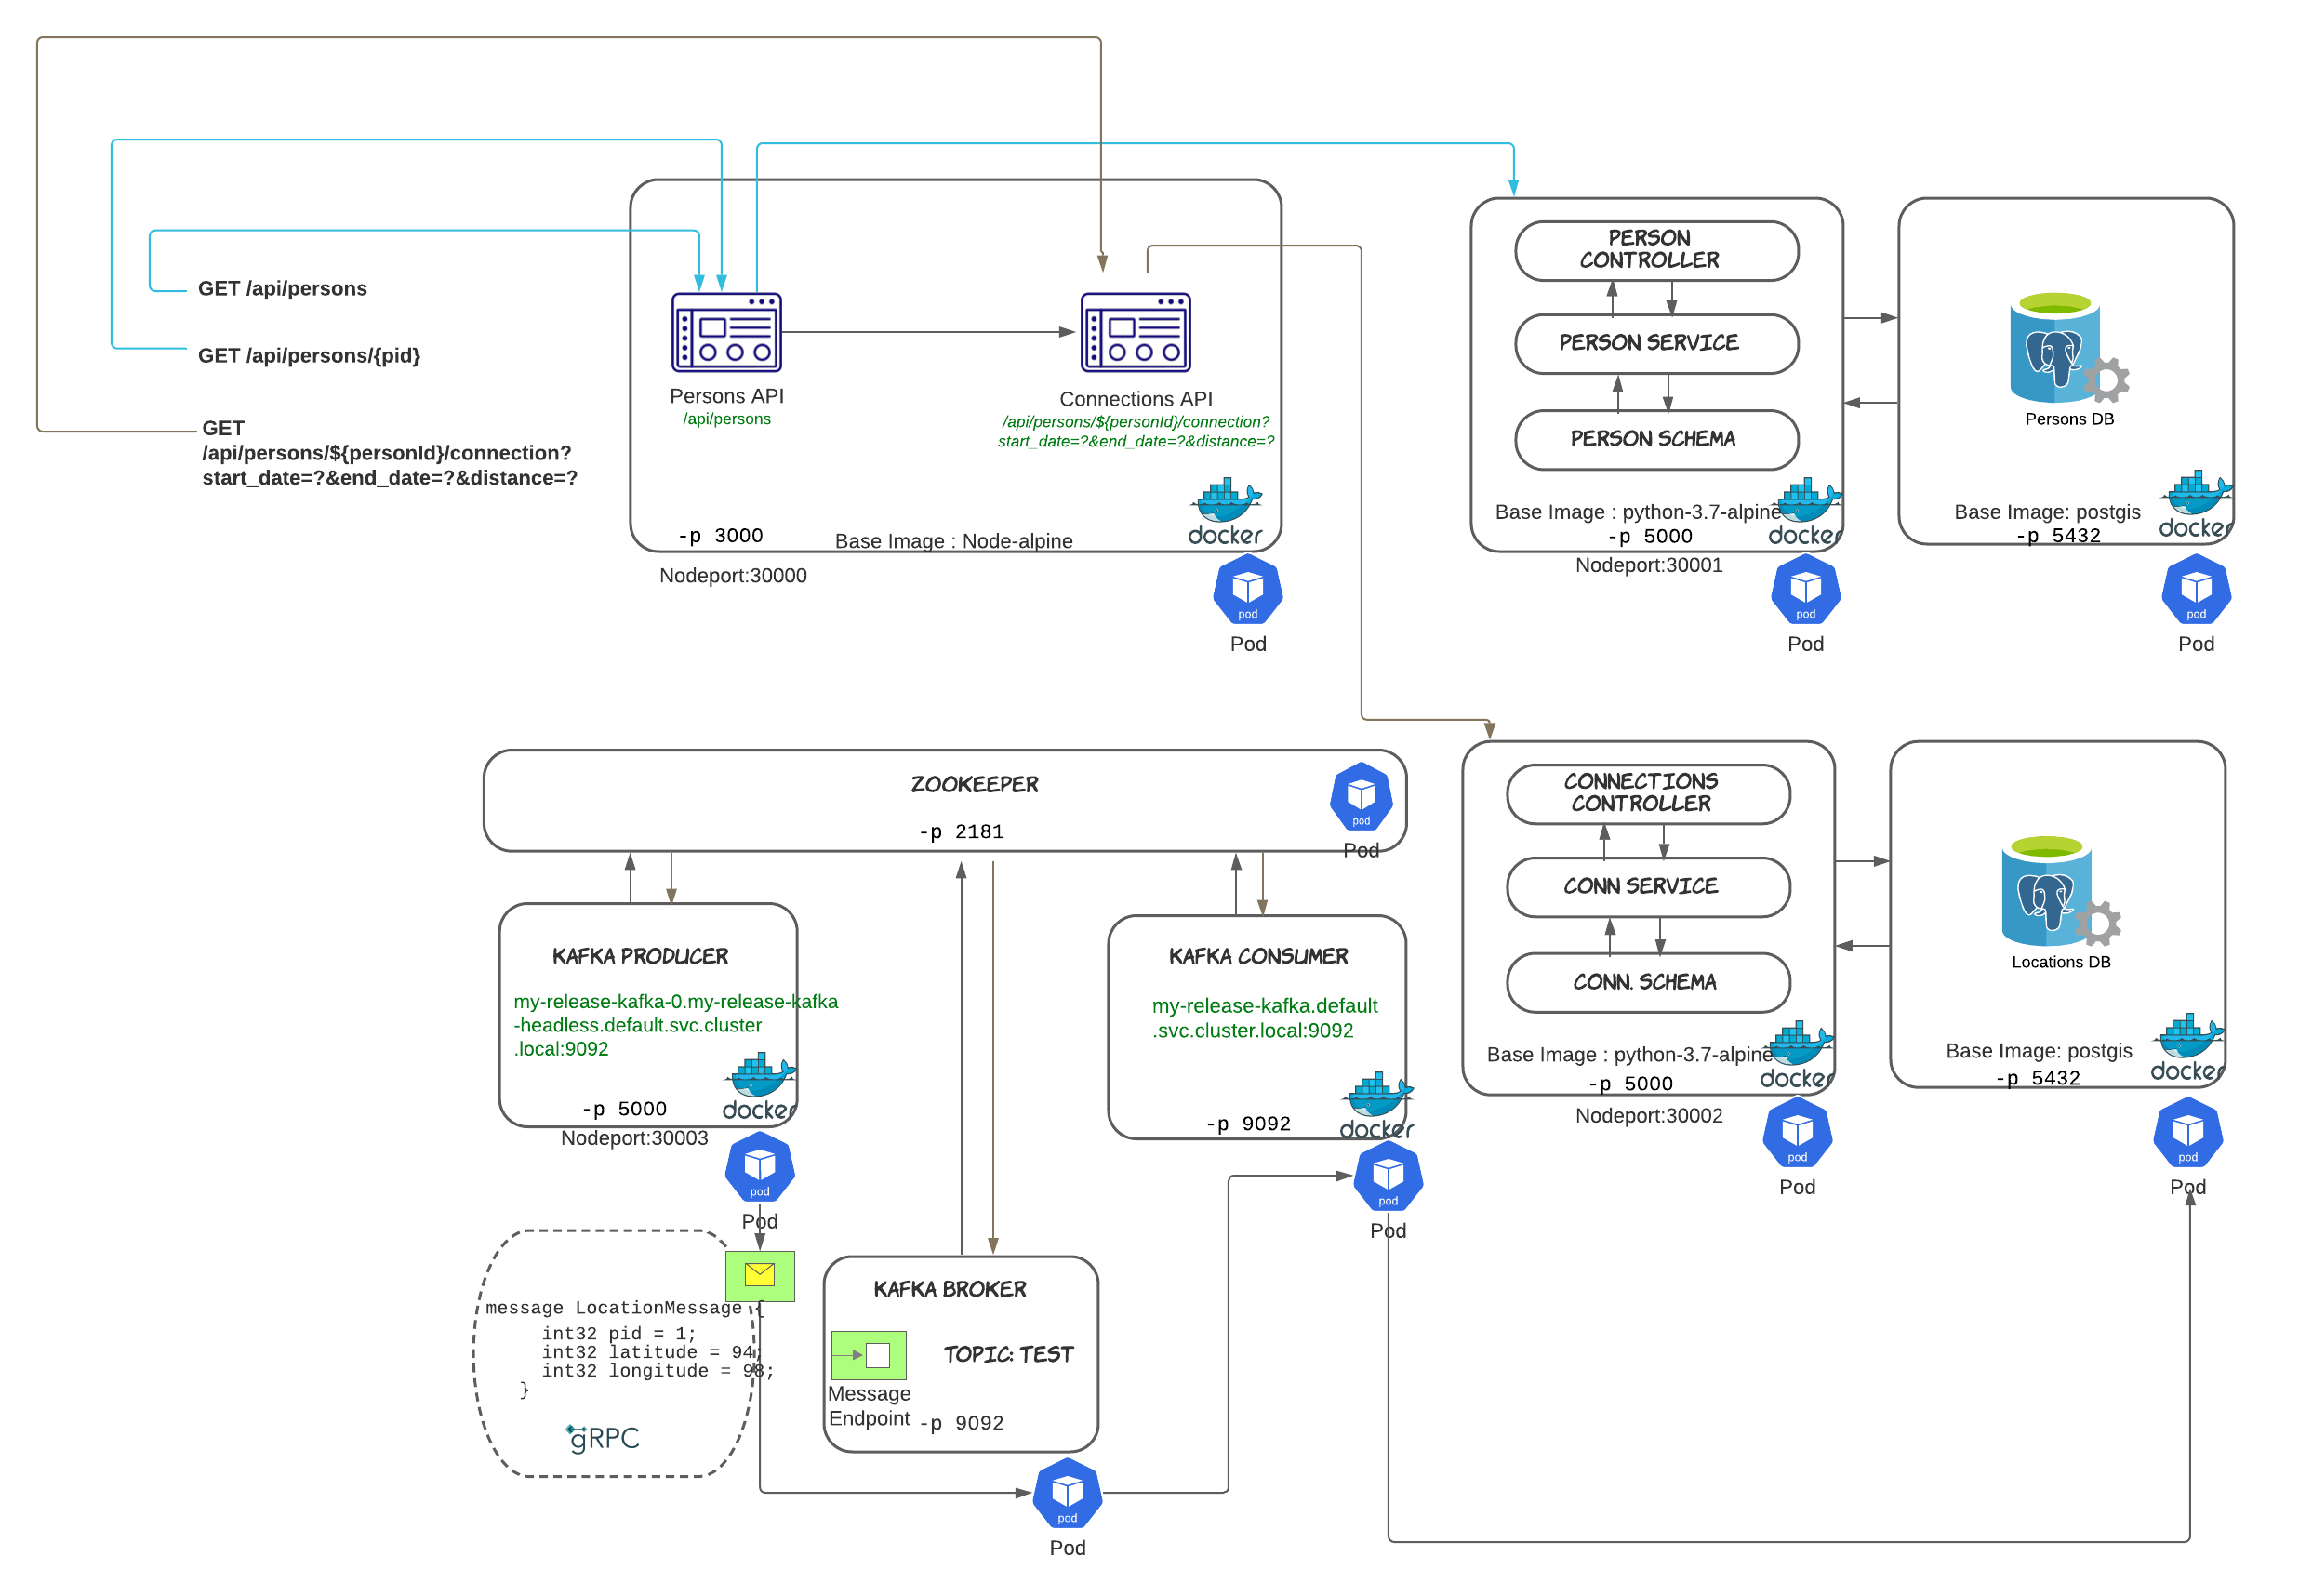 GET /api/persons
GET /api/persons/{pid}
GET
/api/persons/${personId}/connection?
start_date=?&end_date=?&distance=?
Persons API
/api/persons
Connections API
/api/persons/${personId}/connection?
start_date=?&end_date=?&distance=?
-p 3000
Base Image : Node-alpine
docker
Nodeport:30000
pod
Pod
PERSON
CONTROLLER
PERSON SERVICE
PERSON SCHEMA
Base Image : python-3.7-alpine
-p 5000
docker
Nodeport:30001
pod
Pod
Persons DB
Base Image: postgis
-p 5432
docker
pod
Pod
ZOOKEEPER
-p 2181
pod
Pod
KAFKA PRODUCER
my-release-kafka-0.my-release-kafka
-headless.default.svc.cluster
.local:9092
-p 5000
docker
Nodeport:30003
pod
Pod
KAFKA CONSUMER
my-release-kafka.default
.svc.cluster.local:9092
-p 9092
docker
pod
Pod
CONNECTIONS
CONTROLLER
CONN SERVICE
CONN. SCHEMA
Base Image : python-3.7-alpine
-p 5000
docker
Nodeport:30002
pod
Pod
Locations DB
Base Image: postgis
-p 5432
docker
pod
Pod
message LocationMessage {
int32 pid = 1;
int32 latitude = 94;
int32 longitude = 98;
}
gRPC
KAFKA BROKER
TOPIC: TEST
Message
Endpoint
-p 9092
pod
Pod